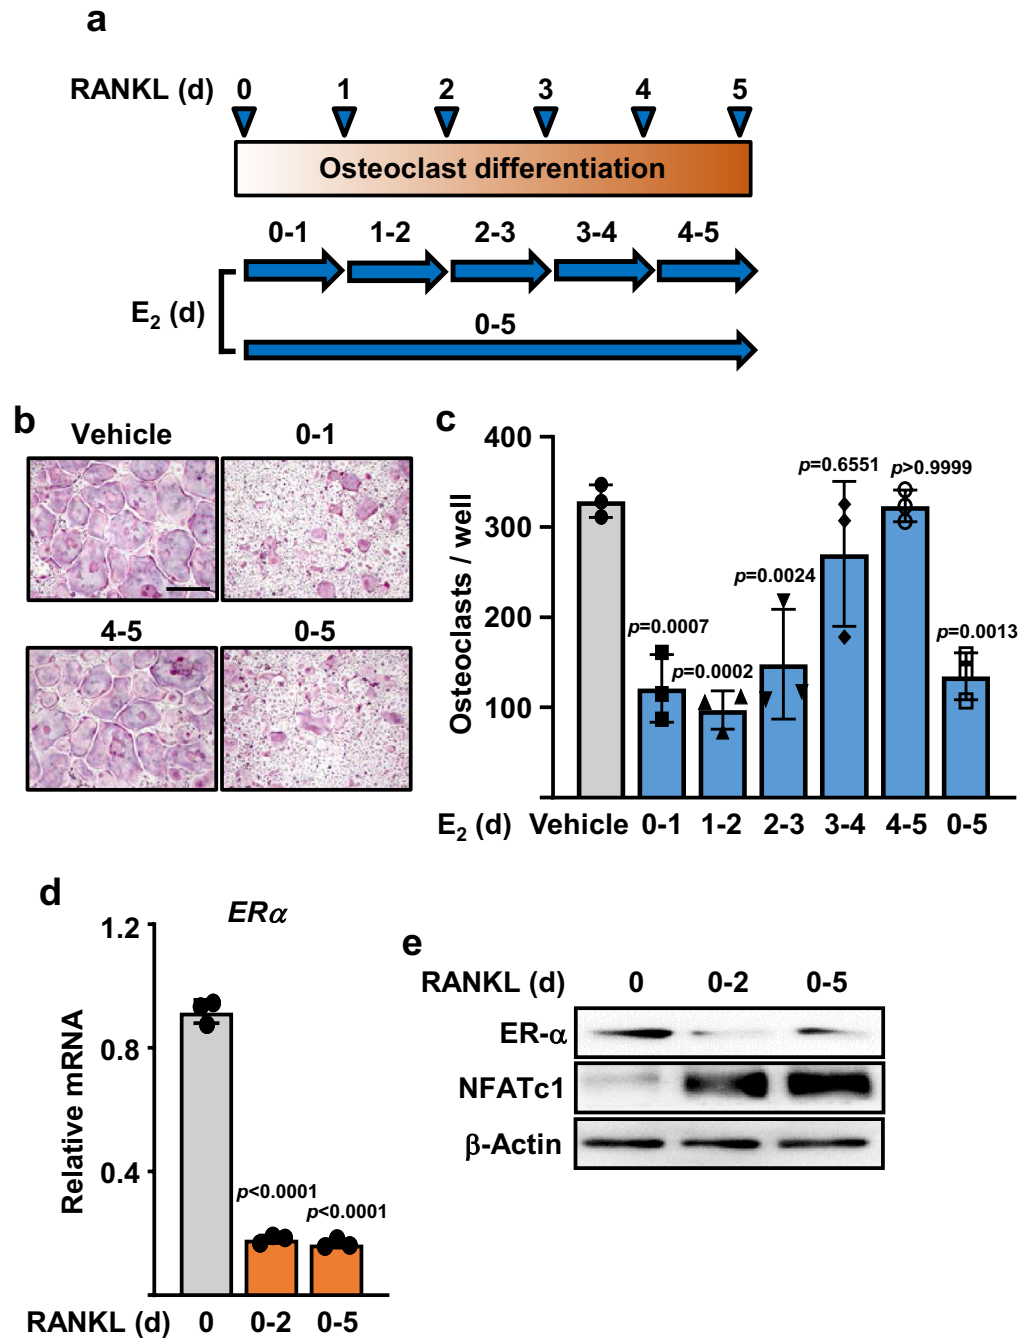 a
RANKL (d) 0 1 2 3 4 5
Osteoclast differentiation
0-1 1-2 2-3 3-4 4-5
E₂ (d)
0-5
b
Vehicle 0-1
4-5 0-5
c
Osteoclasts / well
400
300
200
100
p=0.0007
p=0.0002
p=0.0024
p=0.6551
p>0.9999
p=0.0013
E₂ (d) Vehicle 0-1 1-2 2-3 3-4 4-5 0-5
d
ERα
Relative mRNA
1.2
0.8
0.4
p<0.0001
p<0.0001
RANKL (d) 0 0-2 0-5
e
RANKL (d) 0 0-2 0-5
ER-α
NFATc1
β-Actin